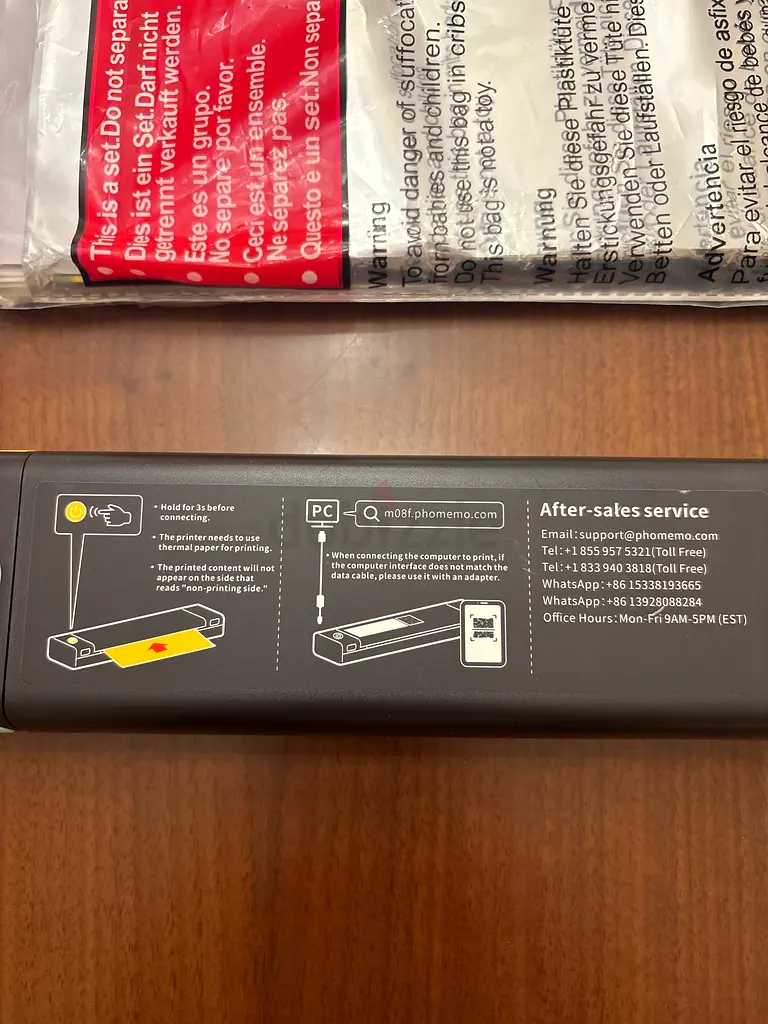 This is a set.Do not separa
Dies ist ein Set.Darf nicht
getrennt verkauft werden.
Este es un grupo.
No separe por favor.
Ceci est un ensemble.
Ne séparez pas.
Questo è un set.Non sepa
Warning
To avoid danger of suffocat
from babies and children.
Do not use this bag in cribs
This bag is not a toy.
Warnung
Halten Sie diese Plastiktüte
Erstickungsgefahr zu verme
Verwenden Sie diese Tüte ni
Betten oder Laufställen. Dies
Advertencia
Para evitar el riesgo de asfix
alcance de bebés y
• Hold for 3s before
connecting.
• The printer needs to use
thermal paper for printing.
• The printed content will not
appear on the side that
reads "non-printing side."
PC
m08f.phomemo.com
• When connecting the computer to print, if
the computer interface does not match the
data cable, please use it with an adapter.
After-sales service
Email:support@phomemo.com
Tel:+1 855 957 5321(Toll Free)
Tel:+1 833 940 3818(Toll Free)
WhatsApp:+86 15338193665
WhatsApp:+86 13928088284
Office Hours:Mon-Fri 9AM-5PM (EST)
dubizzle